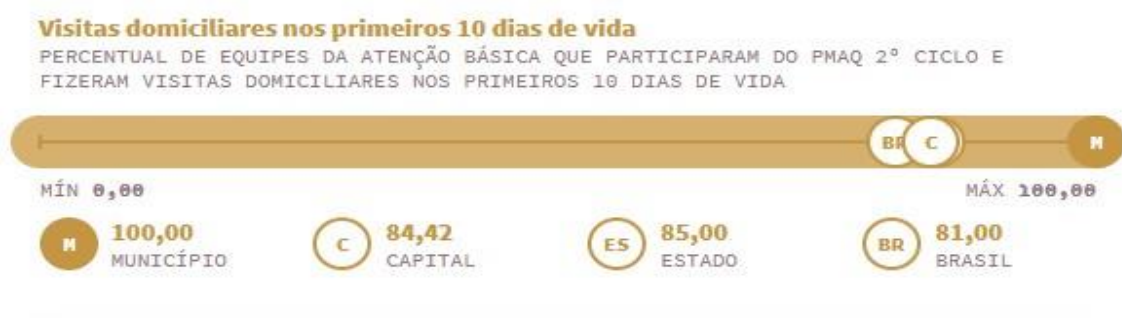 Visitas domiciliares nos primeiros 10 dias de vida
PERCENTUAL DE EQUIPES DA ATENÇÃO BÁSICA QUE PARTICIPARAM DO PMAQ 2º CICLO E
FIZERAM VISITAS DOMICILIARES NOS PRIMEIROS 10 DIAS DE VIDA
BR C M
MÍN 0,00 MÁX 100,00
M 100,00 C 84,42 ES 85,00 BR 81,00
MUNICÍPIO CAPITAL ESTADO BRASIL